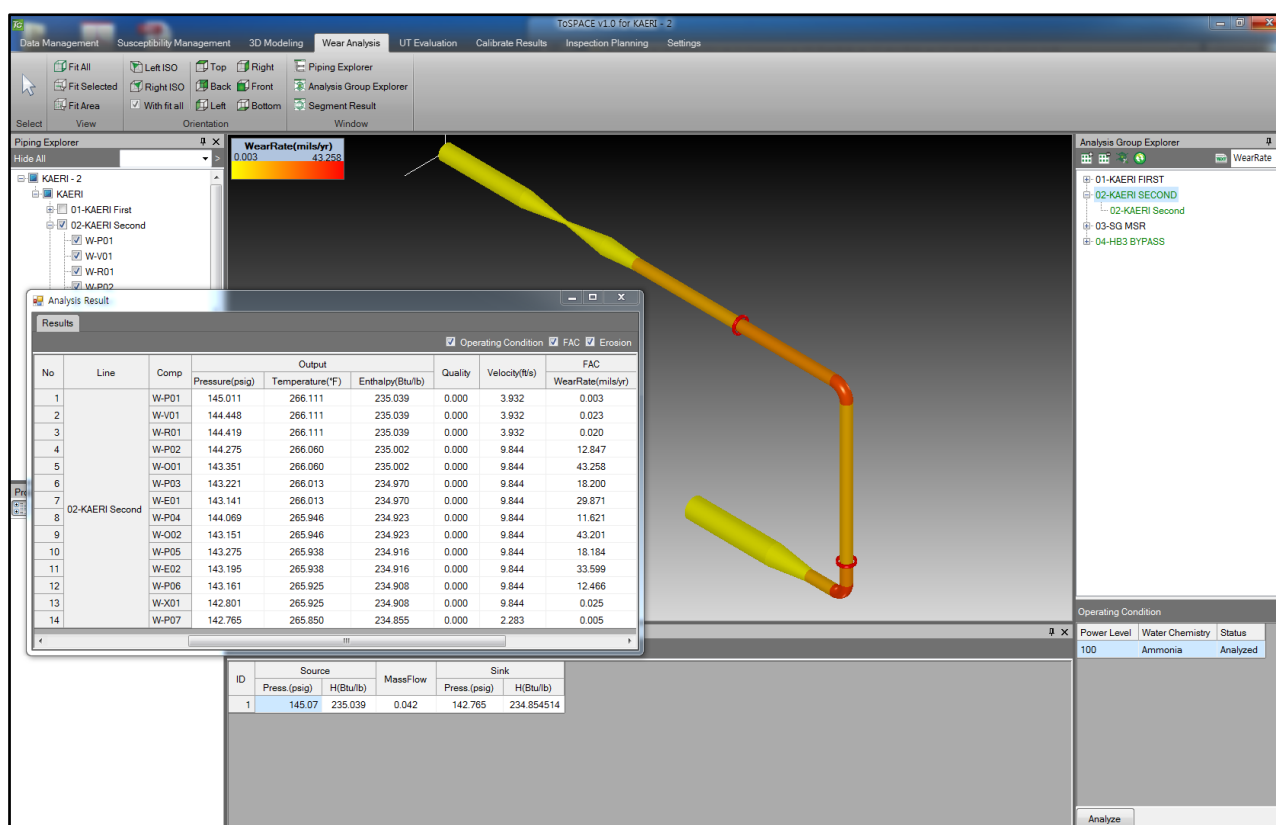 ToSPACE v1.0 for KAERI - 2
Data Management Susceptibility Management 3D Modeling Wear Analysis UT Evaluation Calibrate Results Inspection Planning Settings
Fit All Left ISO Top Right Piping Explorer
Fit Selected Right ISO Back Front Analysis Group Explorer
Fit Area With fit all Left Bottom Segment Result
Select View Orientation Window
Piping Explorer
Hide All
KAERI - 2
KAERI
01-KAERI First
02-KAERI Second
W-P01
W-V01
W-R01
W-P02
WearRate(mils/yr)
0.003 43.258
Analysis Group Explorer
WearRate
01-KAERI FIRST
02-KAERI SECOND
02-KAERI Second
03-SG MSR
04-HB3 BYPASS
Analysis Result
Results
Operating Condition FAC Erosion
No Line Comp Output Quality Velocity(ft/s) FAC
Pressure(psig) Temperature(°F) Enthalpy(Btu/lb) WearRate(mils/yr)
1 W-P01 145.011 266.111 235.039 0.000 3.932 0.003
2 W-V01 144.448 266.111 235.039 0.000 3.932 0.023
3 W-R01 144.419 266.111 235.039 0.000 3.932 0.020
4 W-P02 144.275 266.060 235.002 0.000 9.844 12.847
5 W-O01 143.351 266.060 235.002 0.000 9.844 43.258
6 W-P03 143.221 266.013 234.970 0.000 9.844 18.200
7 W-E01 143.141 266.013 234.970 0.000 9.844 29.871
02-KAERI Second
8 W-P04 144.069 265.946 234.923 0.000 9.844 11.621
9 W-O02 143.151 265.946 234.923 0.000 9.844 43.201
10 W-P05 143.275 265.938 234.916 0.000 9.844 18.184
11 W-E02 143.195 265.938 234.916 0.000 9.844 33.599
12 W-P06 143.161 265.925 234.908 0.000 9.844 12.466
13 W-X01 142.801 265.925 234.908 0.000 9.844 0.025
14 W-P07 142.765 265.850 234.855 0.000 2.283 0.005
ID Source MassFlow Sink
Press.(psig) H(Btu/lb) Press.(psig) H(Btu/lb)
1 145.07 235.039 0.042 142.765 234.854514
Operating Condition
Power Level Water Chemistry Status
100 Ammonia Analyzed
Analyze